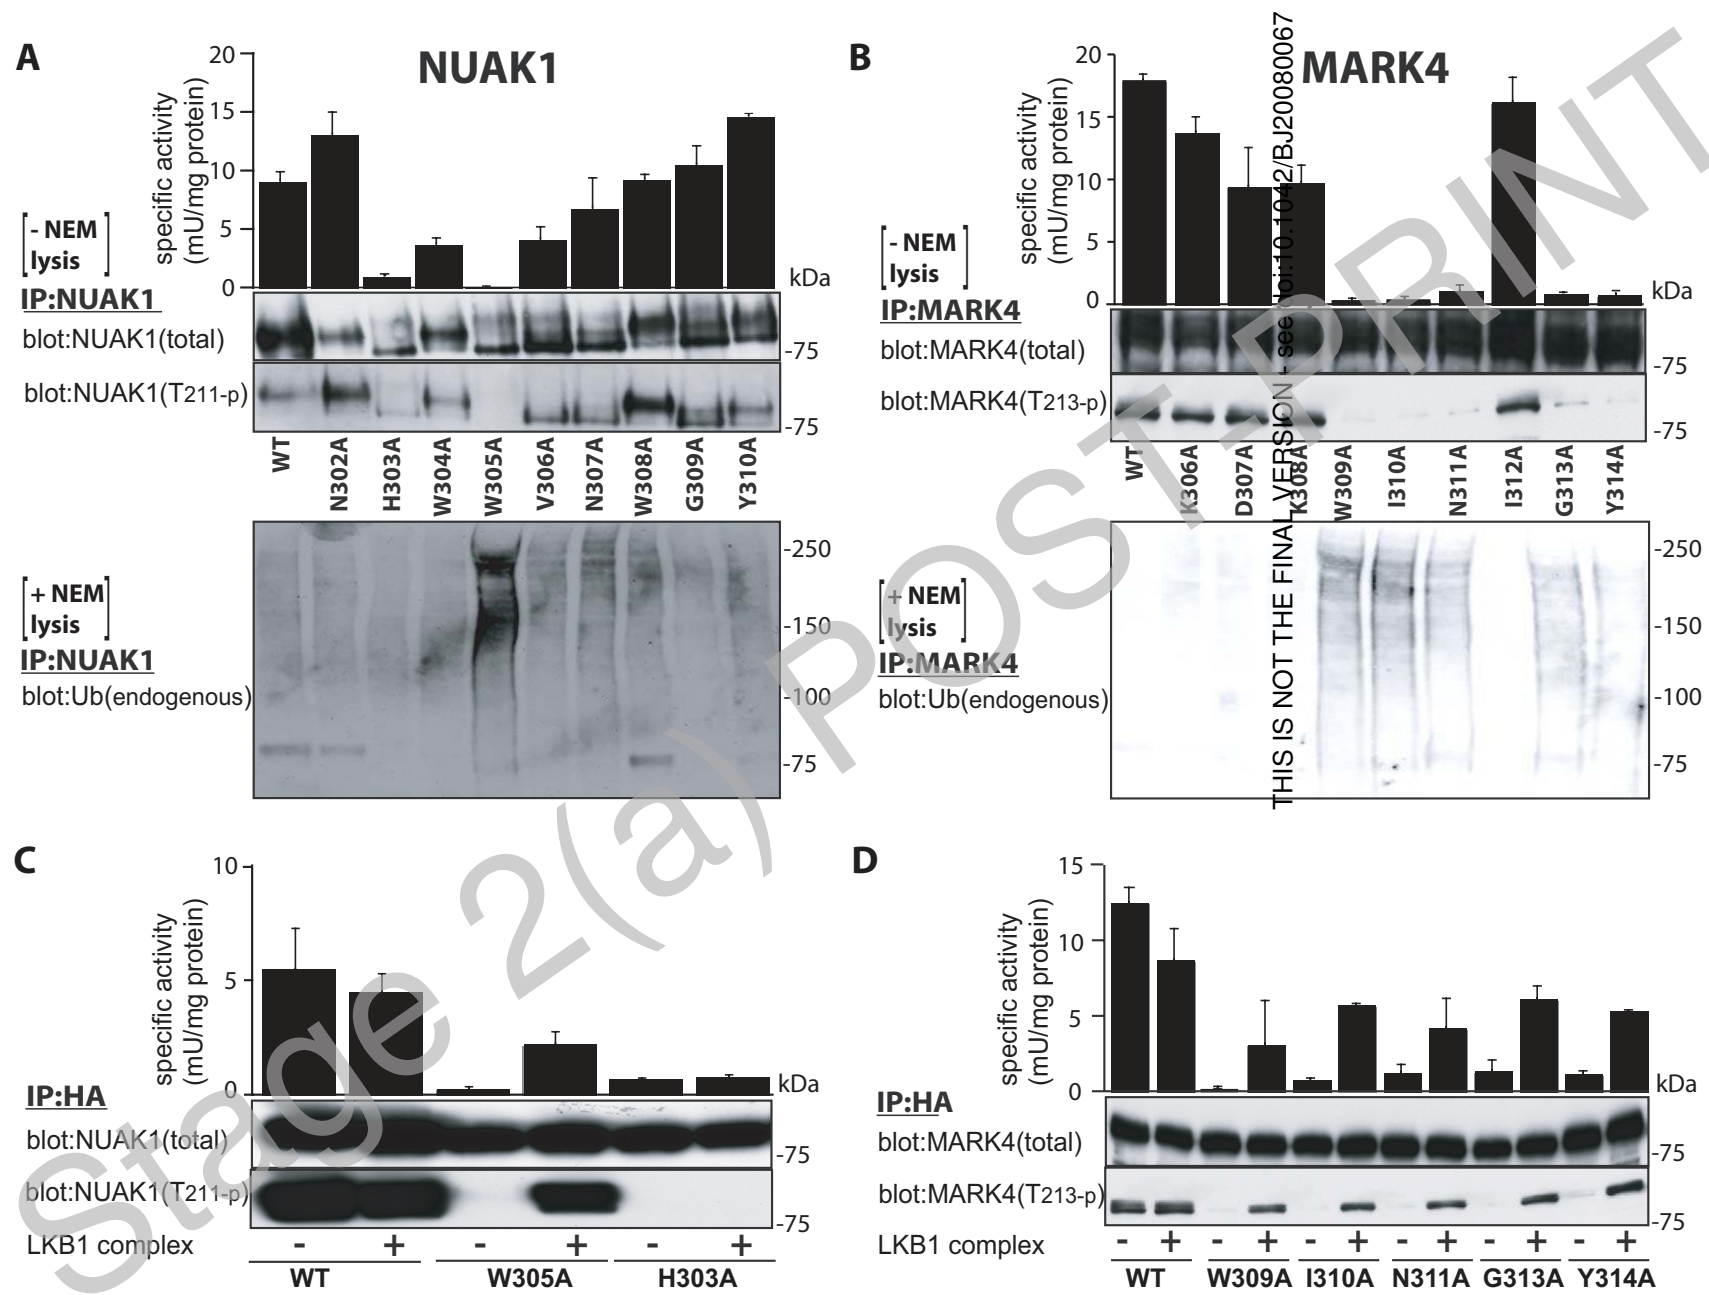 A
NUAK1
specific activity
(mU/mg protein)
20
15
10
5
0
- NEM
lysis
IP:NUAK1
kDa
blot:NUAK1(total)
-75
blot:NUAK1(T211-p)
-75
WT
N302A
H303A
W304A
W305A
V306A
N307A
W308A
G309A
Y310A
+ NEM
lysis
IP:NUAK1
blot:Ub(endogenous)
-250
-150
-100
-75
B
MARK4
specific activity
(mU/mg protein)
20
15
10
5
0
- NEM
lysis
IP:MARK4
kDa
blot:MARK4(total)
-75
blot:MARK4(T213-p)
-75
WT
K306A
D307A
K308A
W309A
I310A
N311A
I312A
G313A
Y314A
+ NEM
lysis
IP:MARK4
blot:Ub(endogenous)
-250
-150
-100
-75
C
specific activity
(mU/mg protein)
10
5
0
IP:HA
kDa
blot:NUAK1(total)
-75
blot:NUAK1(T211-p)
-75
LKB1 complex - + - + - +
WT W305A H303A
D
specific activity
(mU/mg protein)
15
10
5
0
IP:HA
kDa
blot:MARK4(total)
-75
blot:MARK4(T213-p)
-75
LKB1 complex - + - + - + - + - + - +
WT W309A I310A N311A G313A Y314A
THIS IS NOT THE FINAL VERSION - see doi:10.1042/BJ20080067
Stage 2(a) POST-PRINT